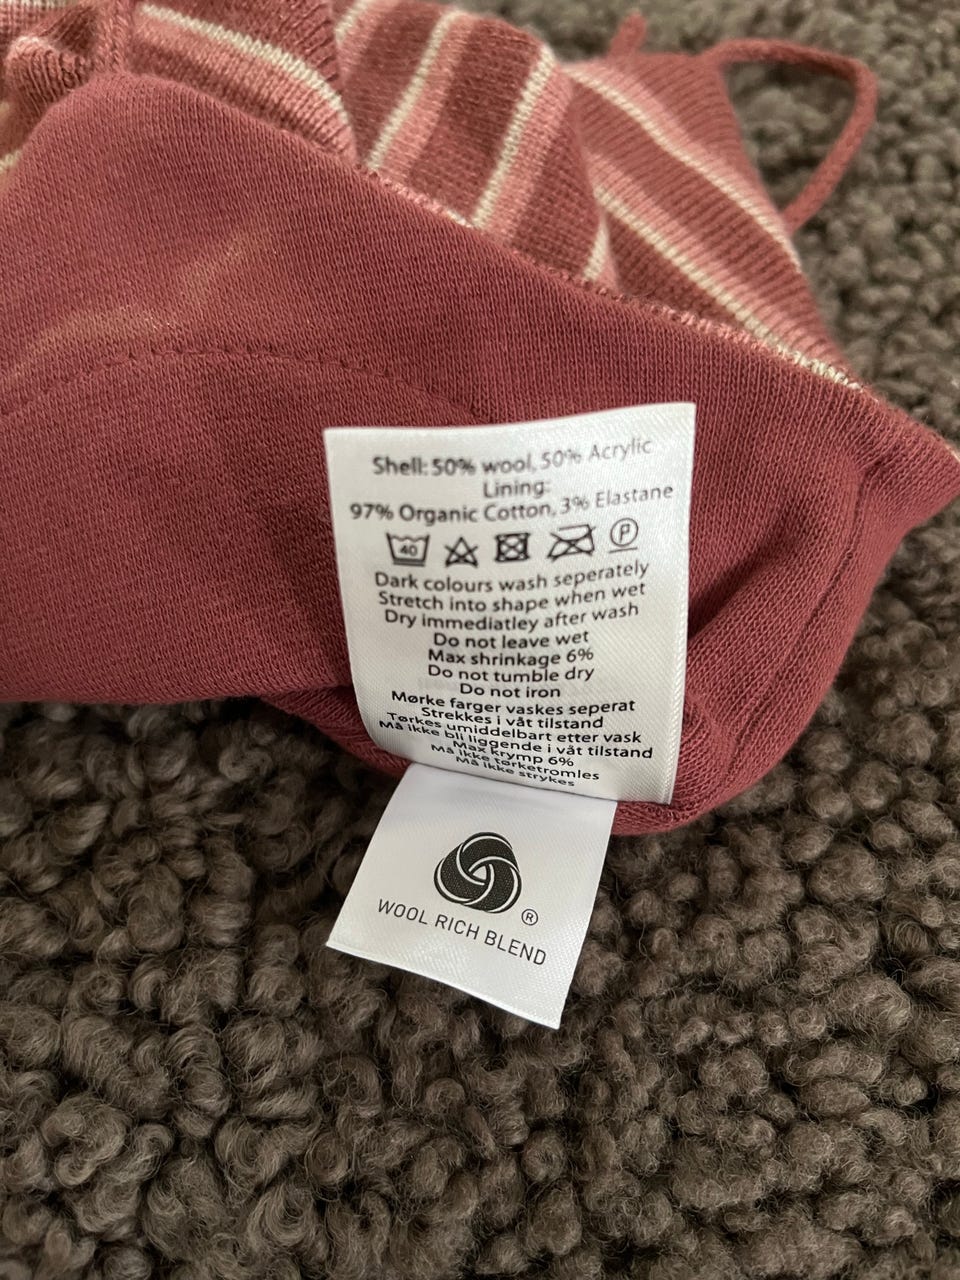 Shell: 50% wool, 50% Acrylic
Lining:
97% Organic Cotton, 3% Elastane
40 P
Dark colours wash seperately
Stretch into shape when wet
Dry immediatley after wash
Do not leave wet
Max shrinkage 6%
Do not tumble dry
Do not iron
Mørke farger vaskes seperat
Strekkes i våt tilstand
Tørkes umiddelbart etter vask
Må ikke bli liggende i våt tilstand
Max krymp 6%
Må ikke tørketromles
Må ikke strykes
®
WOOL RICH BLEND